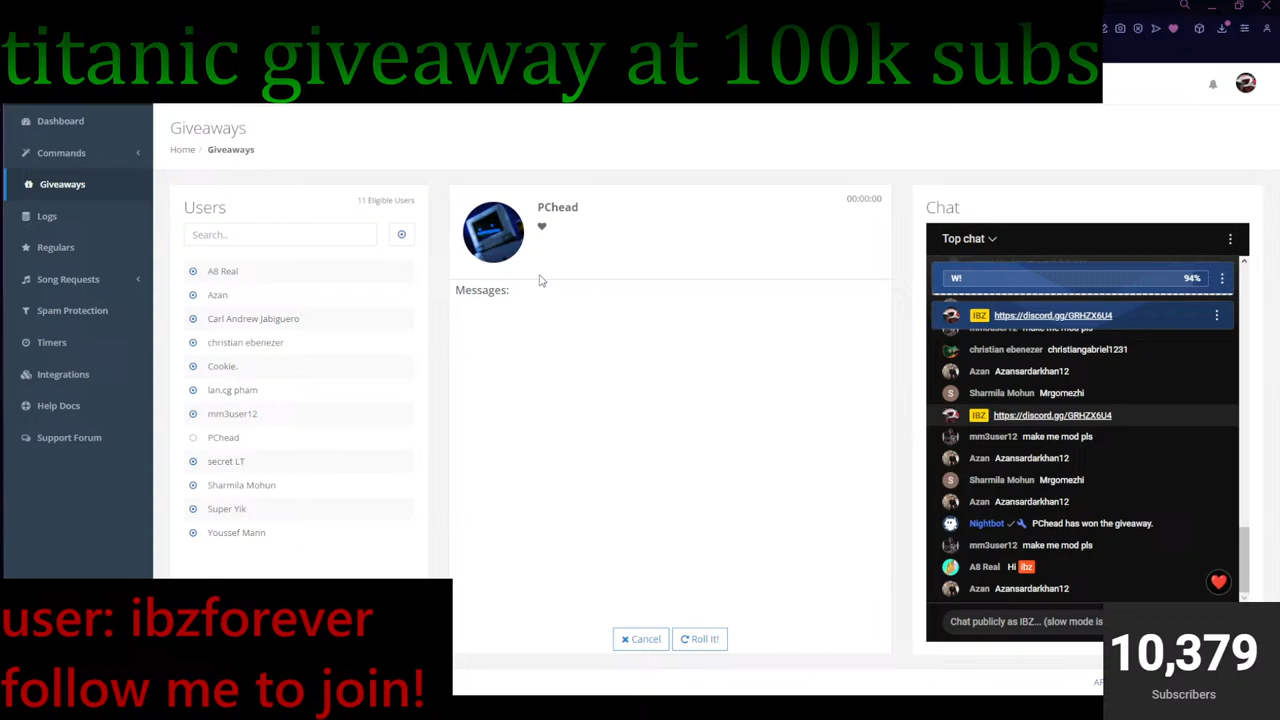 titanic giveaway at 100k subs
Dashboard
Commands
Giveaways
Logs
Regulars
Song Requests
Spam Protection
Timers
Integrations
Help Docs
Support Forum
Giveaways
Home / Giveaways
Users
11 Eligible Users
Search..
A8 Real
Azan
Carl Andrew Jabiguero
christian ebenezer
Cookie.
lan.cg pham
mm3user12
PChead
secret LT
Sharmila Mohun
Super Yik
Youssef Mann
PChead
00:00:00
Messages:
Cancel
Roll It!
Chat
Top chat
W! 94%
IBZ https://discord.gg/GRHZX6U4
christian ebenezer christiangabriel1231
Azan Azansardarkhan12
Sharmila Mohun Mrgomezhi
IBZ https://discord.gg/GRHZX6U4
mm3user12 make me mod pls
Azan Azansardarkhan12
Sharmila Mohun Mrgomezhi
Azan Azansardarkhan12
Nightbot PChead has won the giveaway.
mm3user12 make me mod pls
A8 Real Hi ibz
Azan Azansardarkhan12
Chat publicly as IBZ... (slow mode is
user: ibzforever
follow me to join!
10,379
Subscribers